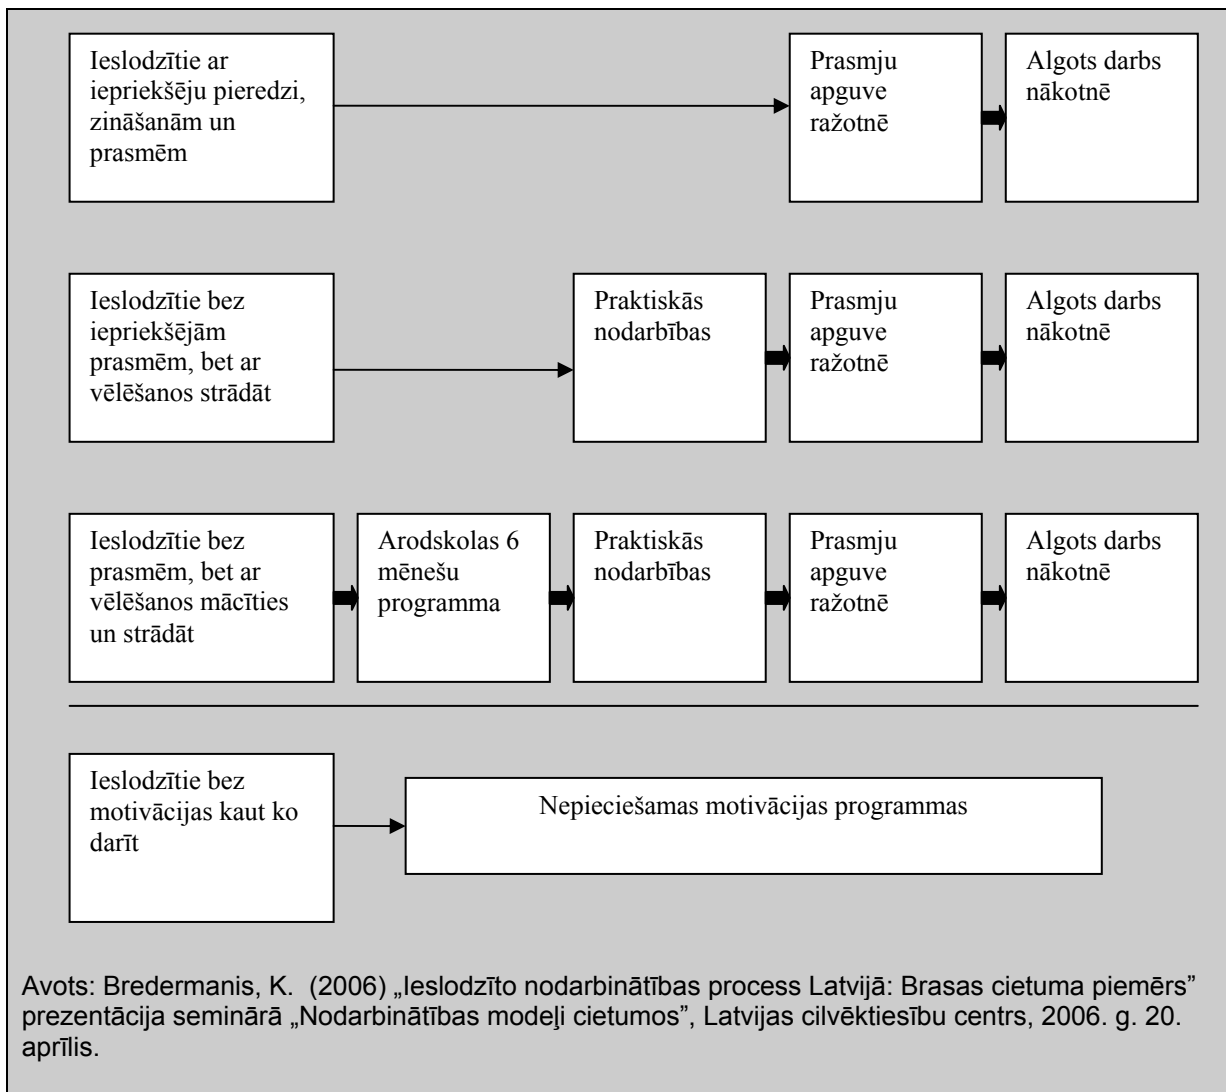 Ieslodzītie ar
iepriekšēju pieredzi,
zināšanām un
prasmēm
Prasmju
apguve
ražotnē
Algots darbs
nākotnē
Ieslodzītie bez
iepriekšējām
prasmēm, bet ar
vēlēšanos strādāt
Praktiskās
nodarbības
Prasmju
apguve
ražotnē
Algots darbs
nākotnē
Ieslodzītie bez
prasmēm, bet ar
vēlēšanos mācīties
un strādāt
Arodskolas 6
mēnešu
programma
Praktiskās
nodarbības
Prasmju
apguve
ražotnē
Algots darbs
nākotnē
Ieslodzītie bez
motivācijas kaut ko
darīt
Nepieciešamas motivācijas programmas
Avots: Bredermanis, K. (2006) „Ieslodzīto nodarbinātības process Latvijā: Brasas cietuma piemērs”
prezentācija seminārā „Nodarbinātības modeļi cietumos”, Latvijas cilvēktiesību centrs, 2006. g. 20.
aprīlis.